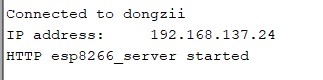 Connected to dongzii
IP address:     192.168.137.24
HTTP esp8266_server started